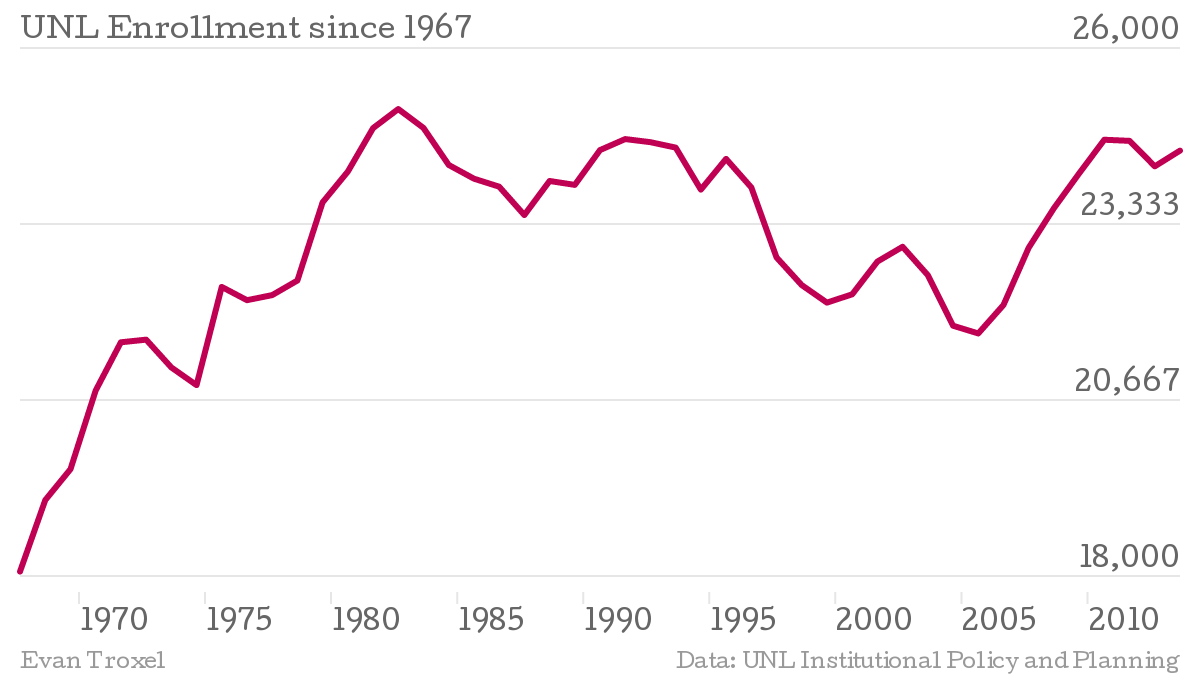 UNL Enrollment since 1967
26,000
23,333
20,667
18,000
1970 1975 1980 1985 1990 1995 2000 2005 2010
Evan Troxel Data: UNL Institutional Policy and Planning